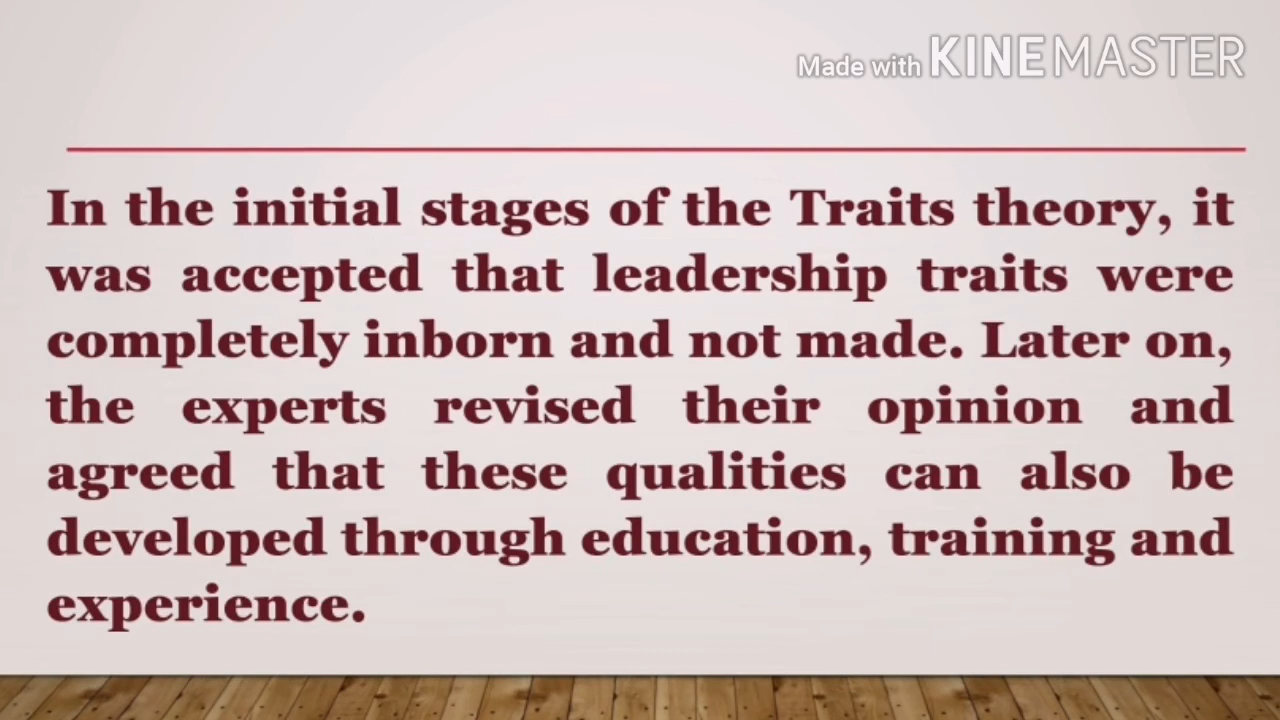 Made with KINEMASTER
In the initial stages of the Traits theory, it
was accepted that leadership traits were
completely inborn and not made. Later on,
the experts revised their opinion and
agreed that these qualities can also be
developed through education, training and
experience.